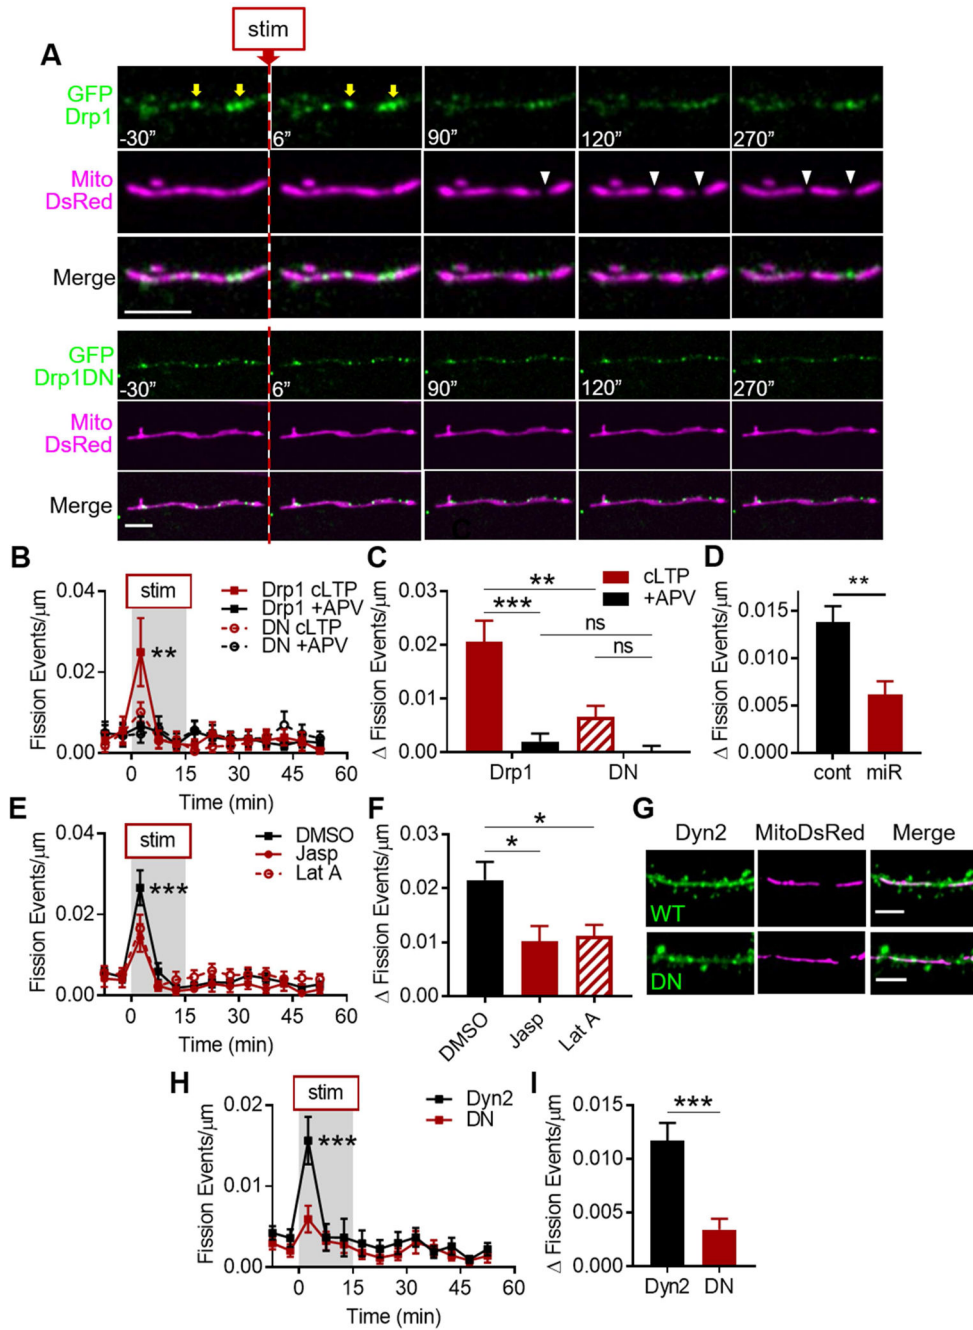 stim
A
GFP
Drp1
-30” 6” 90” 120” 270”
Mito
DsRed
Merge
GFP
Drp1DN
-30” 6” 90” 120” 270”
Mito
DsRed
Merge
C
B
stim
Drp1 cLTP
Drp1 +APV
DN cLTP
DN +APV
**
Fission Events/μm
0.04
0.02
0.00
0 15 30 45 60
Time (min)
C
cLTP
+APV
**
***
ns
ns
Δ Fission Events/μm
0.03
0.02
0.01
0.00
Drp1 DN
D
**
Δ Fission Events/μm
0.015
0.010
0.005
0.000
cont miR
E
stim
DMSO
Jasp
Lat A
***
Fission Events/μm
0.04
0.02
0.00
0 15 30 45 60
Time (min)
F
*
*
Δ Fission Events/μm
0.03
0.02
0.01
0.00
DMSO Jasp Lat A
G
Dyn2 MitoDsRed Merge
WT
DN
H
stim
Dyn2
DN
***
Fission Events/μm
0.02
0.01
0.00
0 15 30 45 60
Time (min)
I
***
Δ Fission Events/μm
0.015
0.010
0.005
0.000
Dyn2 DN